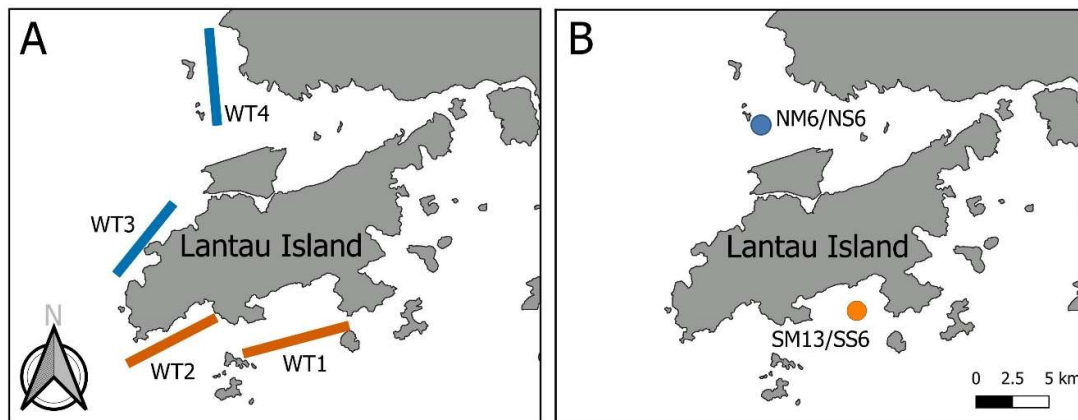 A
WT4
WT3
Lantau Island
WT2
WT1
N
B
NM6/NS6
Lantau Island
SM13/SS6
0 2.5 5 km